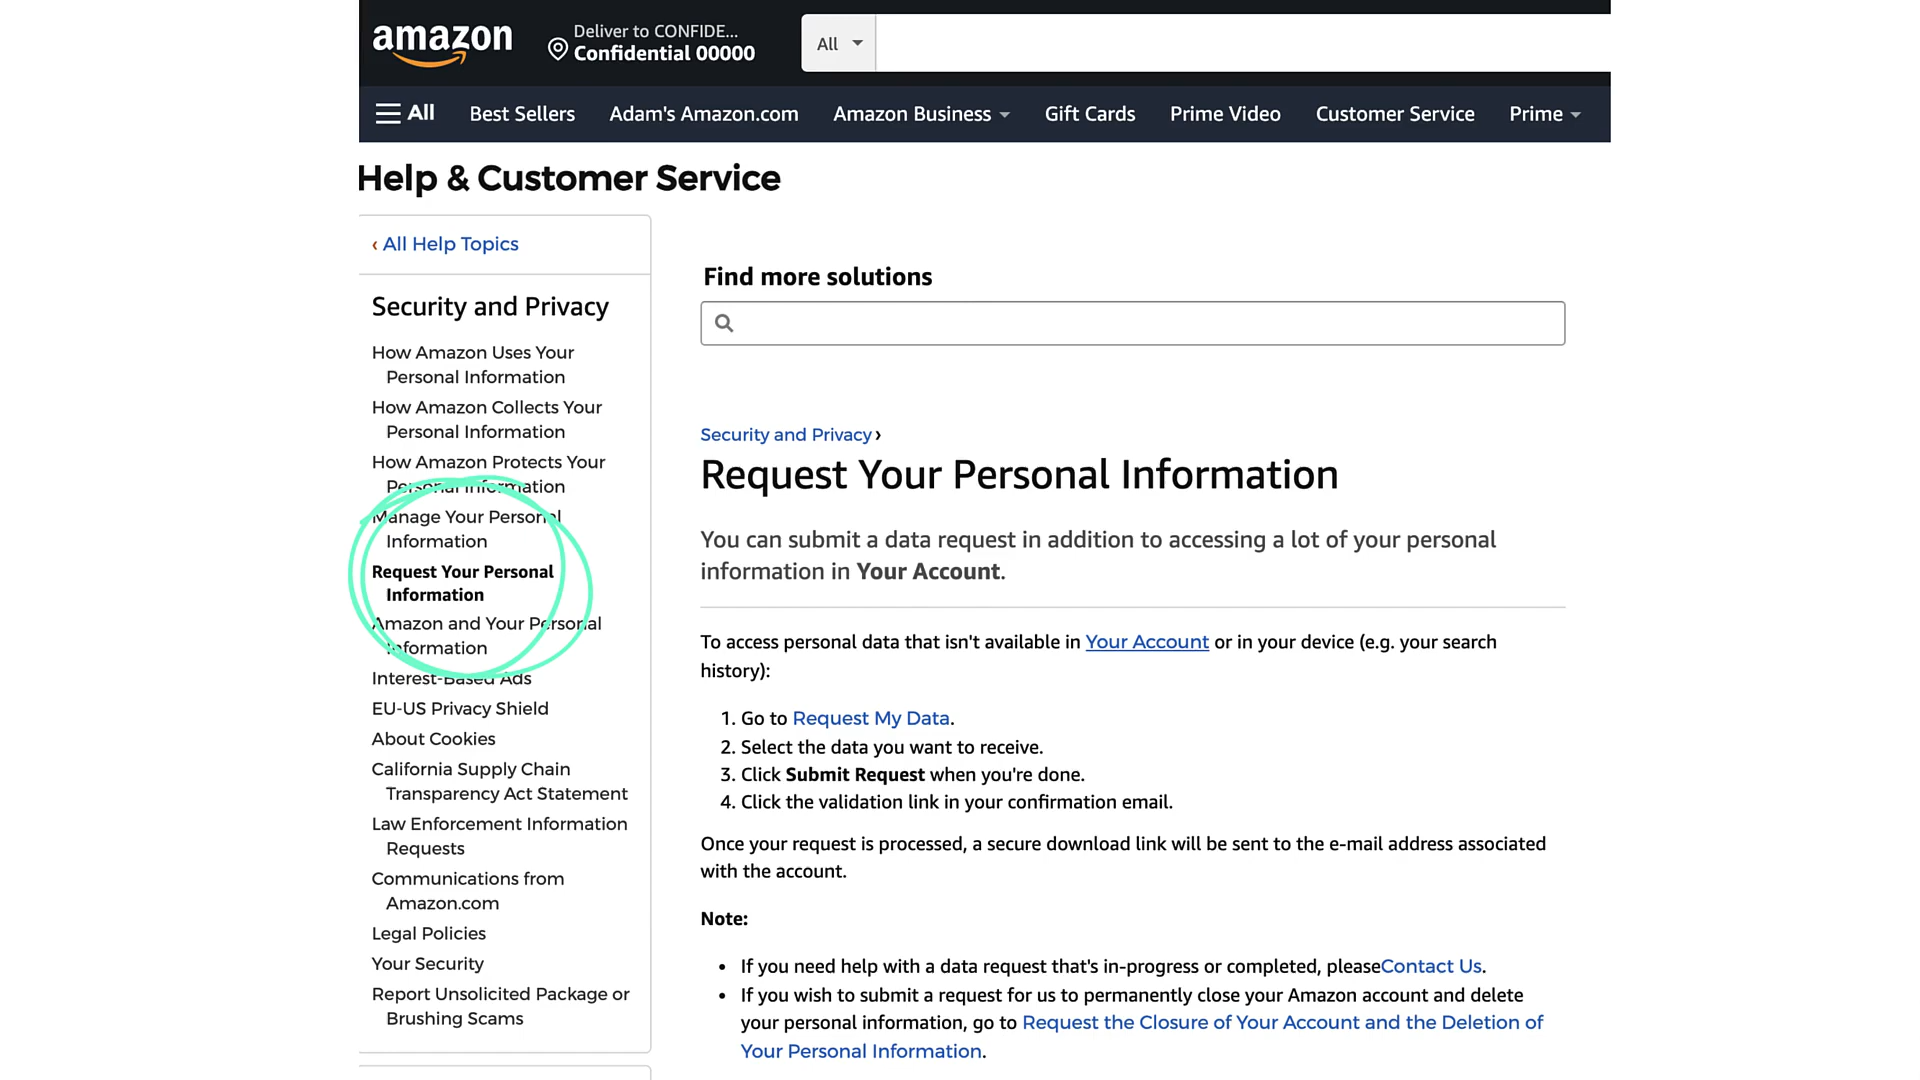 amazon
Deliver to CONFIDE...
Confidential 00000
All
All
Best Sellers
Adam's Amazon.com
Amazon Business
Gift Cards
Prime Video
Customer Service
Prime
Help & Customer Service
‹ All Help Topics
Security and Privacy
How Amazon Uses Your
Personal Information
How Amazon Collects Your
Personal Information
How Amazon Protects Your
Personal Information
Manage Your Personal
Information
Request Your Personal
Information
Amazon and Your Personal
Information
Interest-Based Ads
EU-US Privacy Shield
About Cookies
California Supply Chain
Transparency Act Statement
Law Enforcement Information
Requests
Communications from
Amazon.com
Legal Policies
Your Security
Report Unsolicited Package or
Brushing Scams
Find more solutions
Security and Privacy ›
Request Your Personal Information
You can submit a data request in addition to accessing a lot of your personal
information in Your Account.
To access personal data that isn't available in Your Account or in your device (e.g. your search
history):
1. Go to Request My Data.
2. Select the data you want to receive.
3. Click Submit Request when you're done.
4. Click the validation link in your confirmation email.
Once your request is processed, a secure download link will be sent to the e-mail address associated
with the account.
Note:
• If you need help with a data request that's in-progress or completed, pleaseContact Us.
• If you wish to submit a request for us to permanently close your Amazon account and delete
your personal information, go to Request the Closure of Your Account and the Deletion of
Your Personal Information.